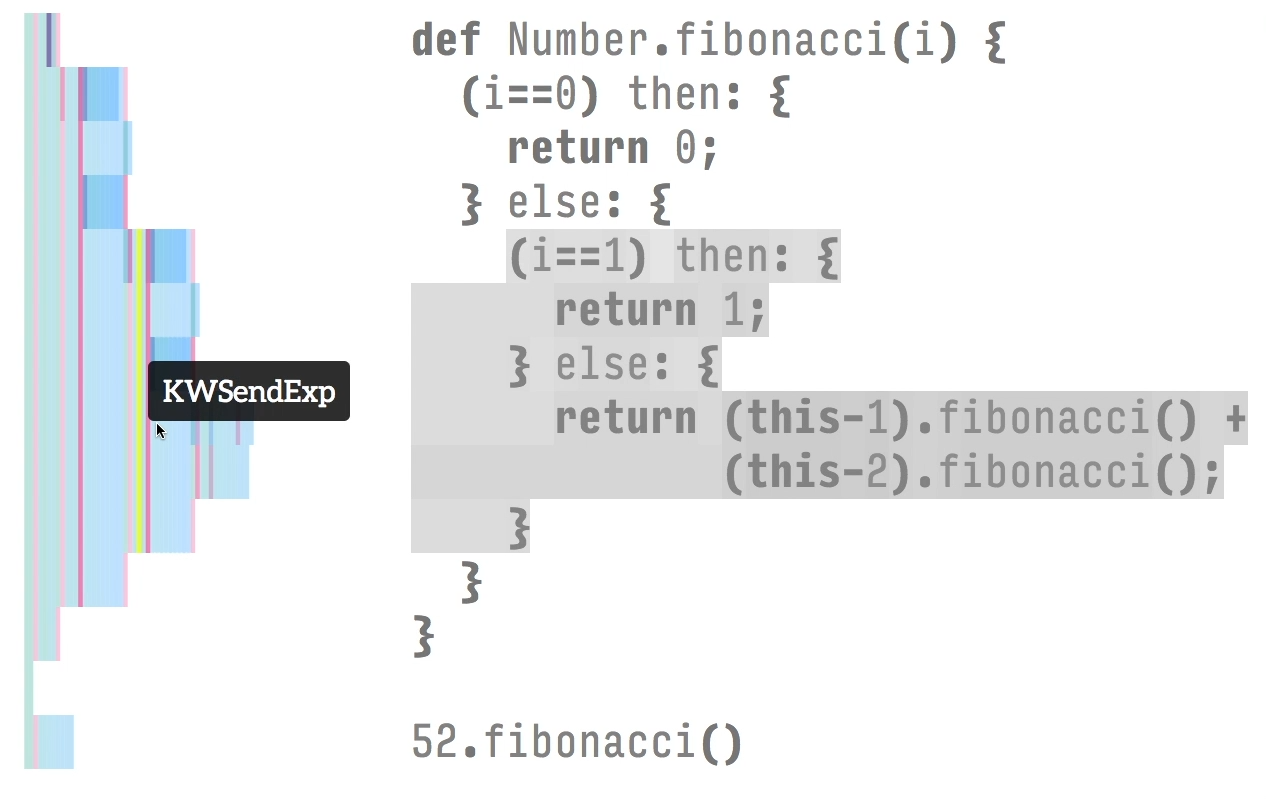 def Number.fibonacci(i) {
  (i==0) then: {
    return 0;
  } else: {
    (i==1) then: {
      return 1;
    } else: {
      return (this-1).fibonacci() +
             (this-2).fibonacci();
    }
  }
}
52.fibonacci()
KWSendExp